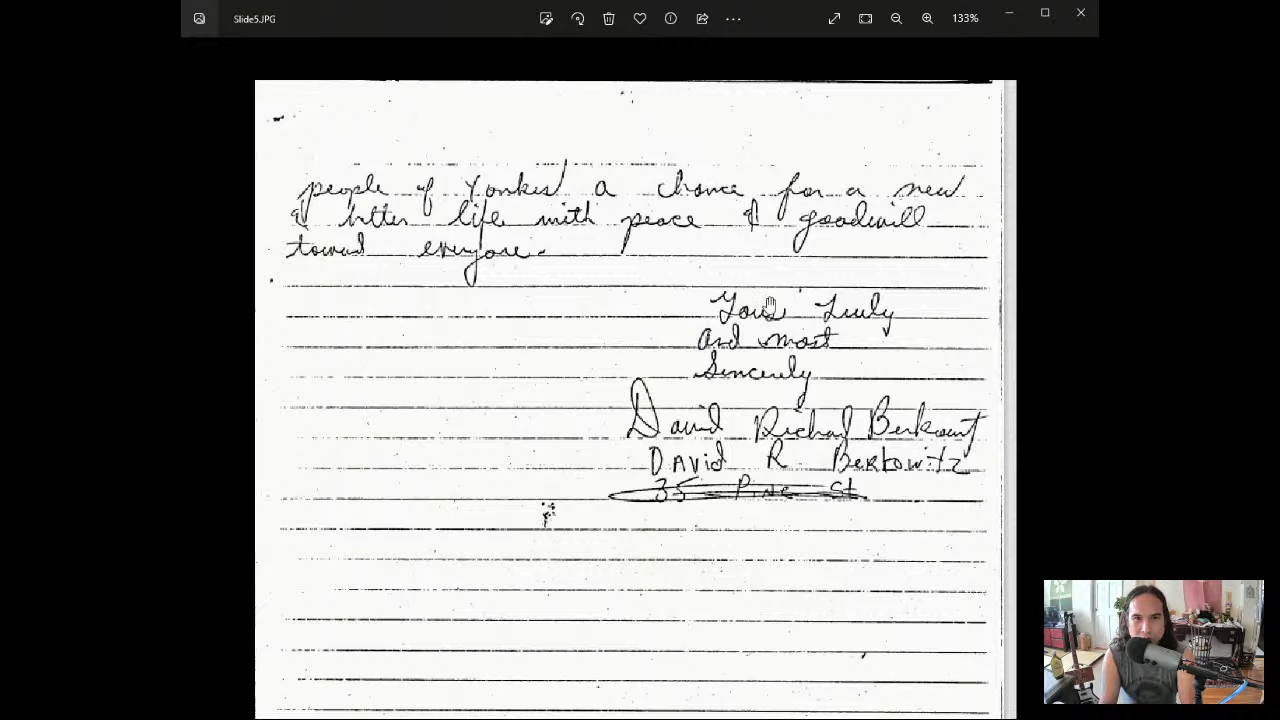 Slide5.JPG
133%
people of Yonkers a chance for a new
& better life with peace & goodwill
toward everyone.
Yours Truly
And most
Sincerely
David Richard Berkowitz
David R Berkowitz
35 Pine St